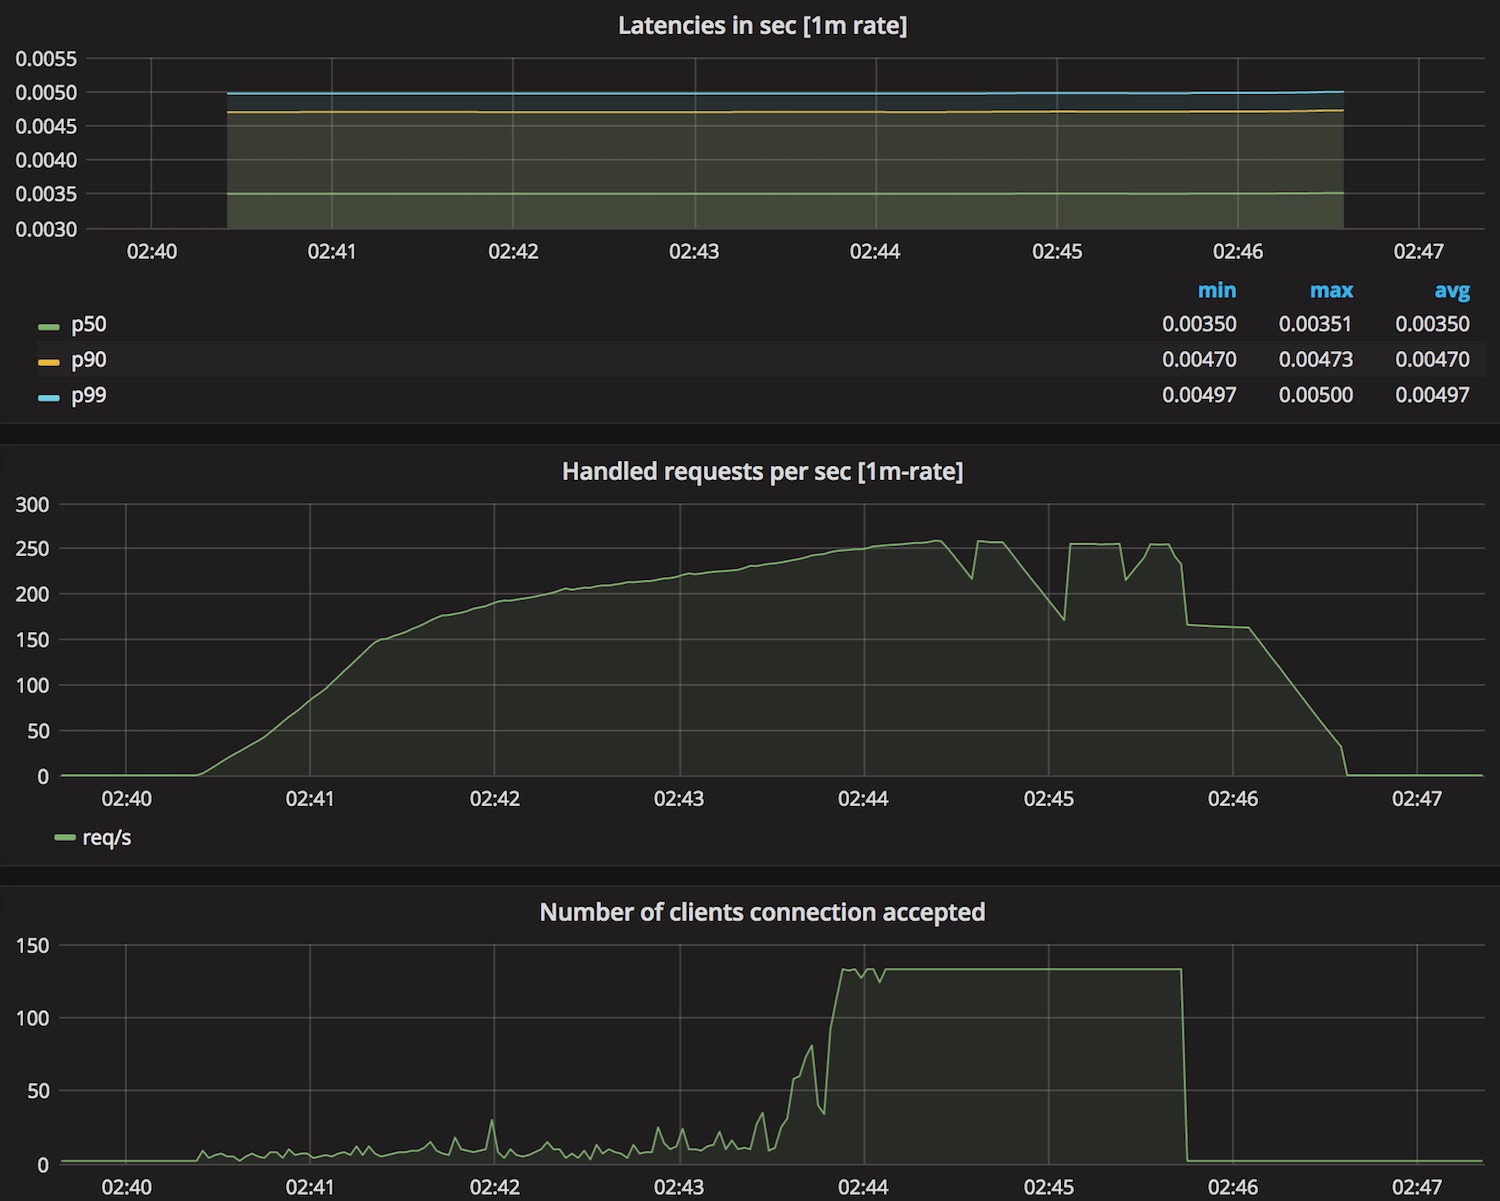 Latencies in sec [1m rate]
0.0055
0.0050
0.0045
0.0040
0.0035
0.0030
02:40 02:41 02:42 02:43 02:44 02:45 02:46 02:47
min max avg
p50 0.00350 0.00351 0.00350
p90 0.00470 0.00473 0.00470
p99 0.00497 0.00500 0.00497
Handled requests per sec [1m-rate]
300
250
200
150
100
50
0
02:40 02:41 02:42 02:43 02:44 02:45 02:46 02:47
req/s
Number of clients connection accepted
150
100
50
0
02:40 02:41 02:42 02:43 02:44 02:45 02:46 02:47